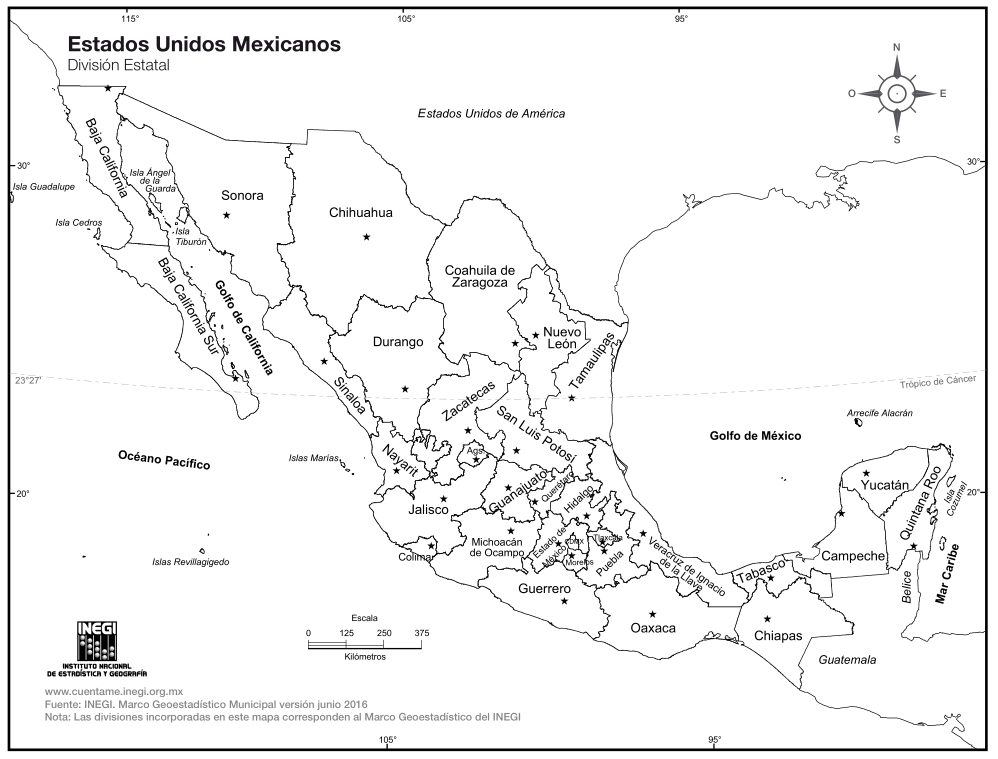 115°
105°
95°
Estados Unidos Mexicanos
División Estatal
N
O
E
S
Estados Unidos de América
30°
30°
Baja California
Isla Ángel
de la
Guarda
Isla Guadalupe
Isla Cedros
Isla
Tiburón
Sonora
Chihuahua
Coahuila de
Zaragoza
Baja California Sur
Golfo de California
Nuevo
León
Durango
Tamaulipas
Sinaloa
23°27'
Trópico de Cáncer
Zacatecas
San Luis Potosí
Arrecife Alacrán
Golfo de México
Océano Pacífico
Islas Marías
Nayarit
Ags.
Yucatán
Quintana Roo
Isla
Cozumel
20°
20°
Guanajuato
Querétaro
Hidalgo
Jalisco
Michoacán
de Ocampo
Colima
Estado de
México
CDMX
Tlaxcala
Morelos
Puebla
Veracruz de Ignacio
de la Llave
Tabasco
Campeche
Mar Caribe
Belice
Islas Revillagigedo
Guerrero
Oaxaca
Chiapas
Guatemala
Escala
0 125 250 375
Kilómetros
INEGI
INSTITUTO NACIONAL
DE ESTADÍSTICA Y GEOGRAFÍA
www.cuentame.inegi.org.mx
Fuente: INEGI. Marco Geoestadístico Municipal versión junio 2016
Nota: Las divisiones incorporadas en este mapa corresponden al Marco Geoestadístico del INEGI
105°
95°